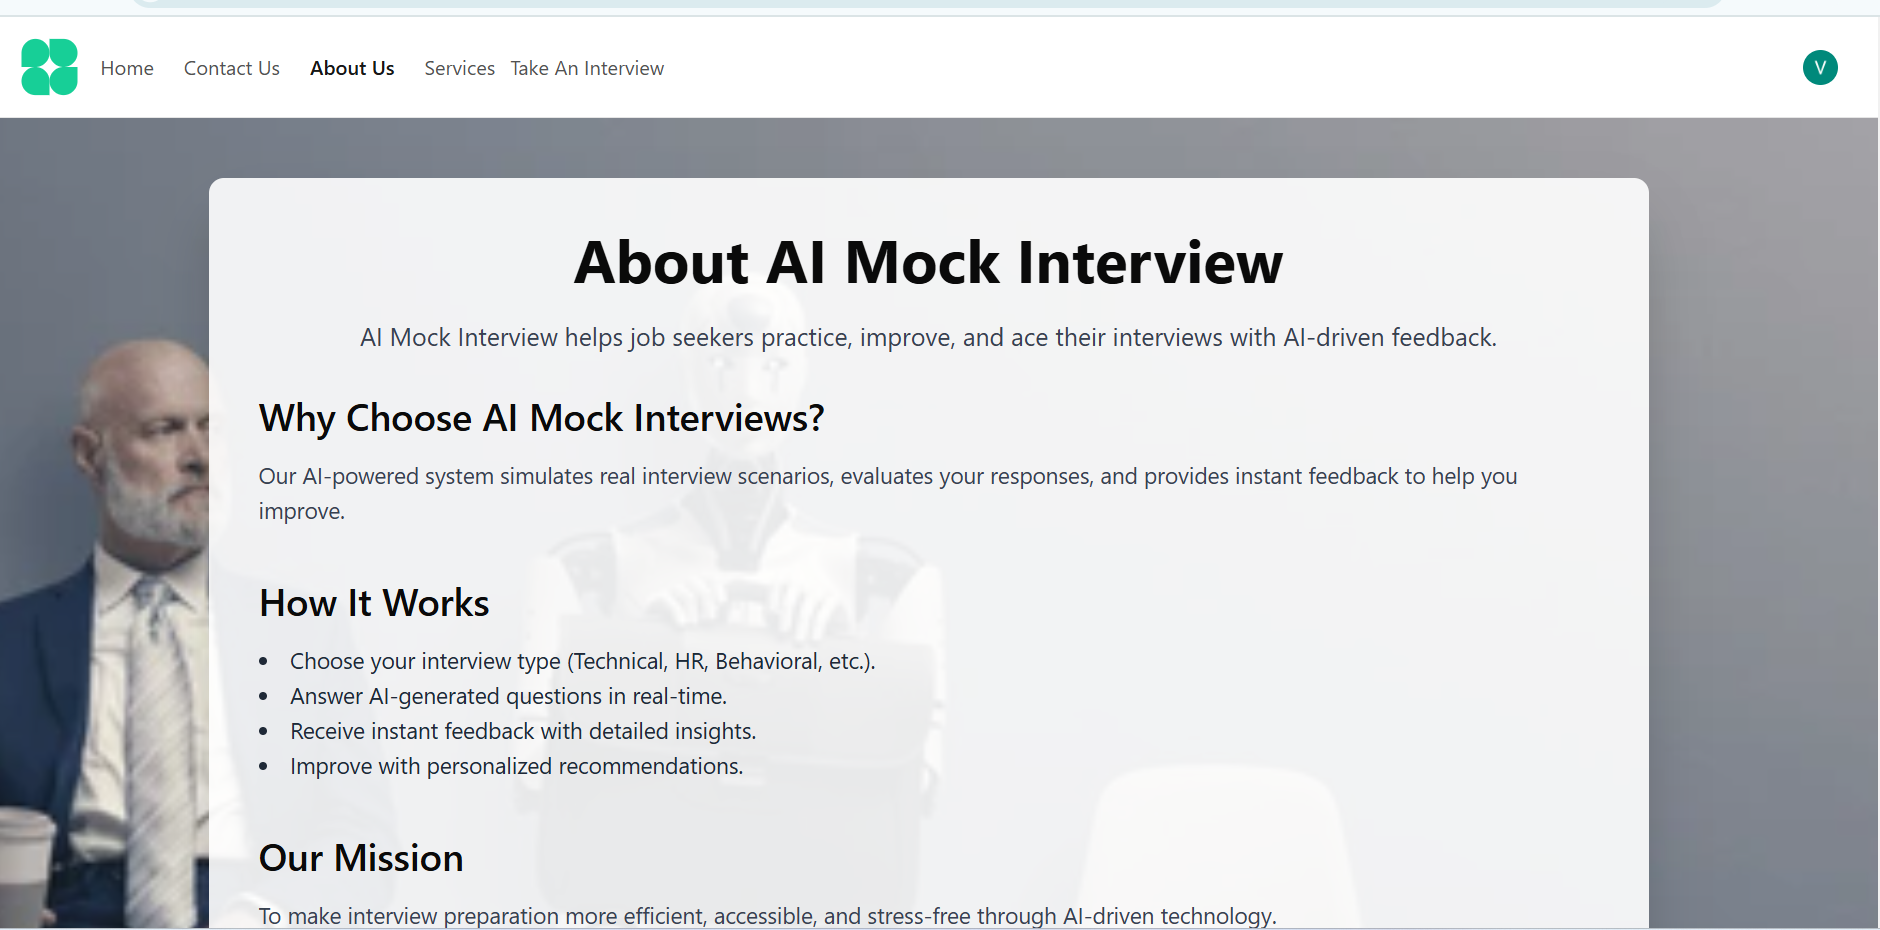 Home Contact Us About Us Services Take An Interview V
About AI Mock Interview
AI Mock Interview helps job seekers practice, improve, and ace their interviews with AI-driven feedback.
Why Choose AI Mock Interviews?
Our AI-powered system simulates real interview scenarios, evaluates your responses, and provides instant feedback to help you
improve.
How It Works
• Choose your interview type (Technical, HR, Behavioral, etc.).
• Answer AI-generated questions in real-time.
• Receive instant feedback with detailed insights.
• Improve with personalized recommendations.
Our Mission
To make interview preparation more efficient, accessible, and stress-free through AI-driven technology.